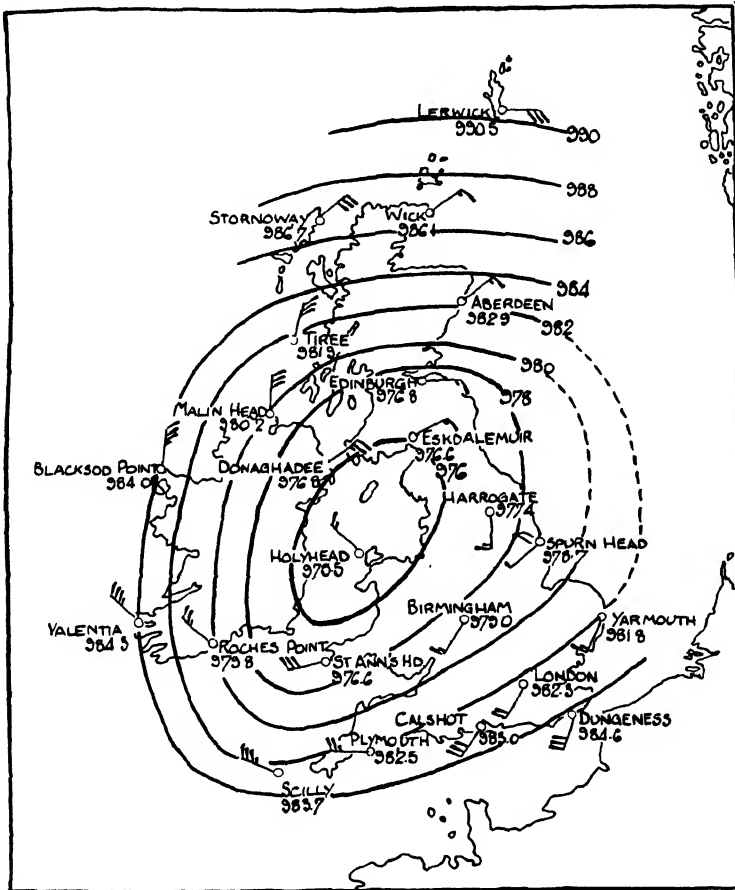 LERWICK
990.5
990
988
STORNOWAY
986.7
WICK
986.1
986
984
ABERDEEN
982.9
982
TIREE
981.9
980
EDINBURGH
976.8
978
MALIN HEAD
980.2
ESKDALEMUIR
976.6
976
BLACKSOD POINT
984.0
DONAGHADEE
976.8
HARROGATE
977.4
SPURN HEAD
978.7
HOLYHEAD
BIRMINGHAM
979.0
YARMOUTH
981.8
VALENTIA
984.3
ROCHES POINT
979.8
ST ANN'S HD.
976.6
LONDON
982.3
CALSHOT
983.0
DUNGENESS
984.6
PLYMOUTH
982.5
SCILLY
983.7